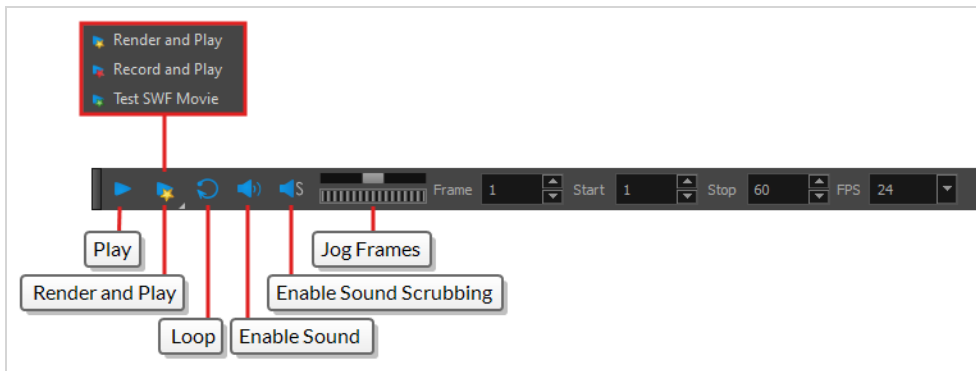 Render and Play
Record and Play
Test SWF Movie
S Frame 1 Start 1 Stop 60 FPS 24
Play
Jog Frames
Render and Play
Enable Sound Scrubbing
Loop
Enable Sound